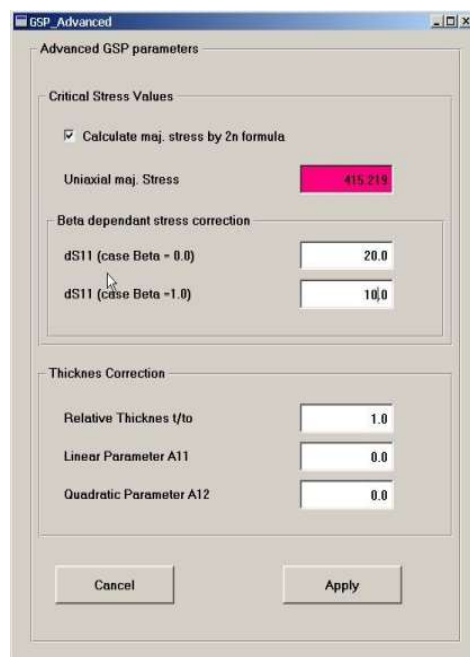 GSP_Advanced
Advanced GSP parameters
Critical Stress Values
Calculate maj. stress by 2n formula
Uniaxial maj. Stress 415.219
Beta dependant stress correction
dS11 (case Beta = 0.0) 20.0
dS11 (case Beta =1.0) 10.0
Thicknes Correction
Relative Thicknes t/to 1.0
Linear Parameter A11 0.0
Quadratic Parameter A12 0.0
Cancel Apply